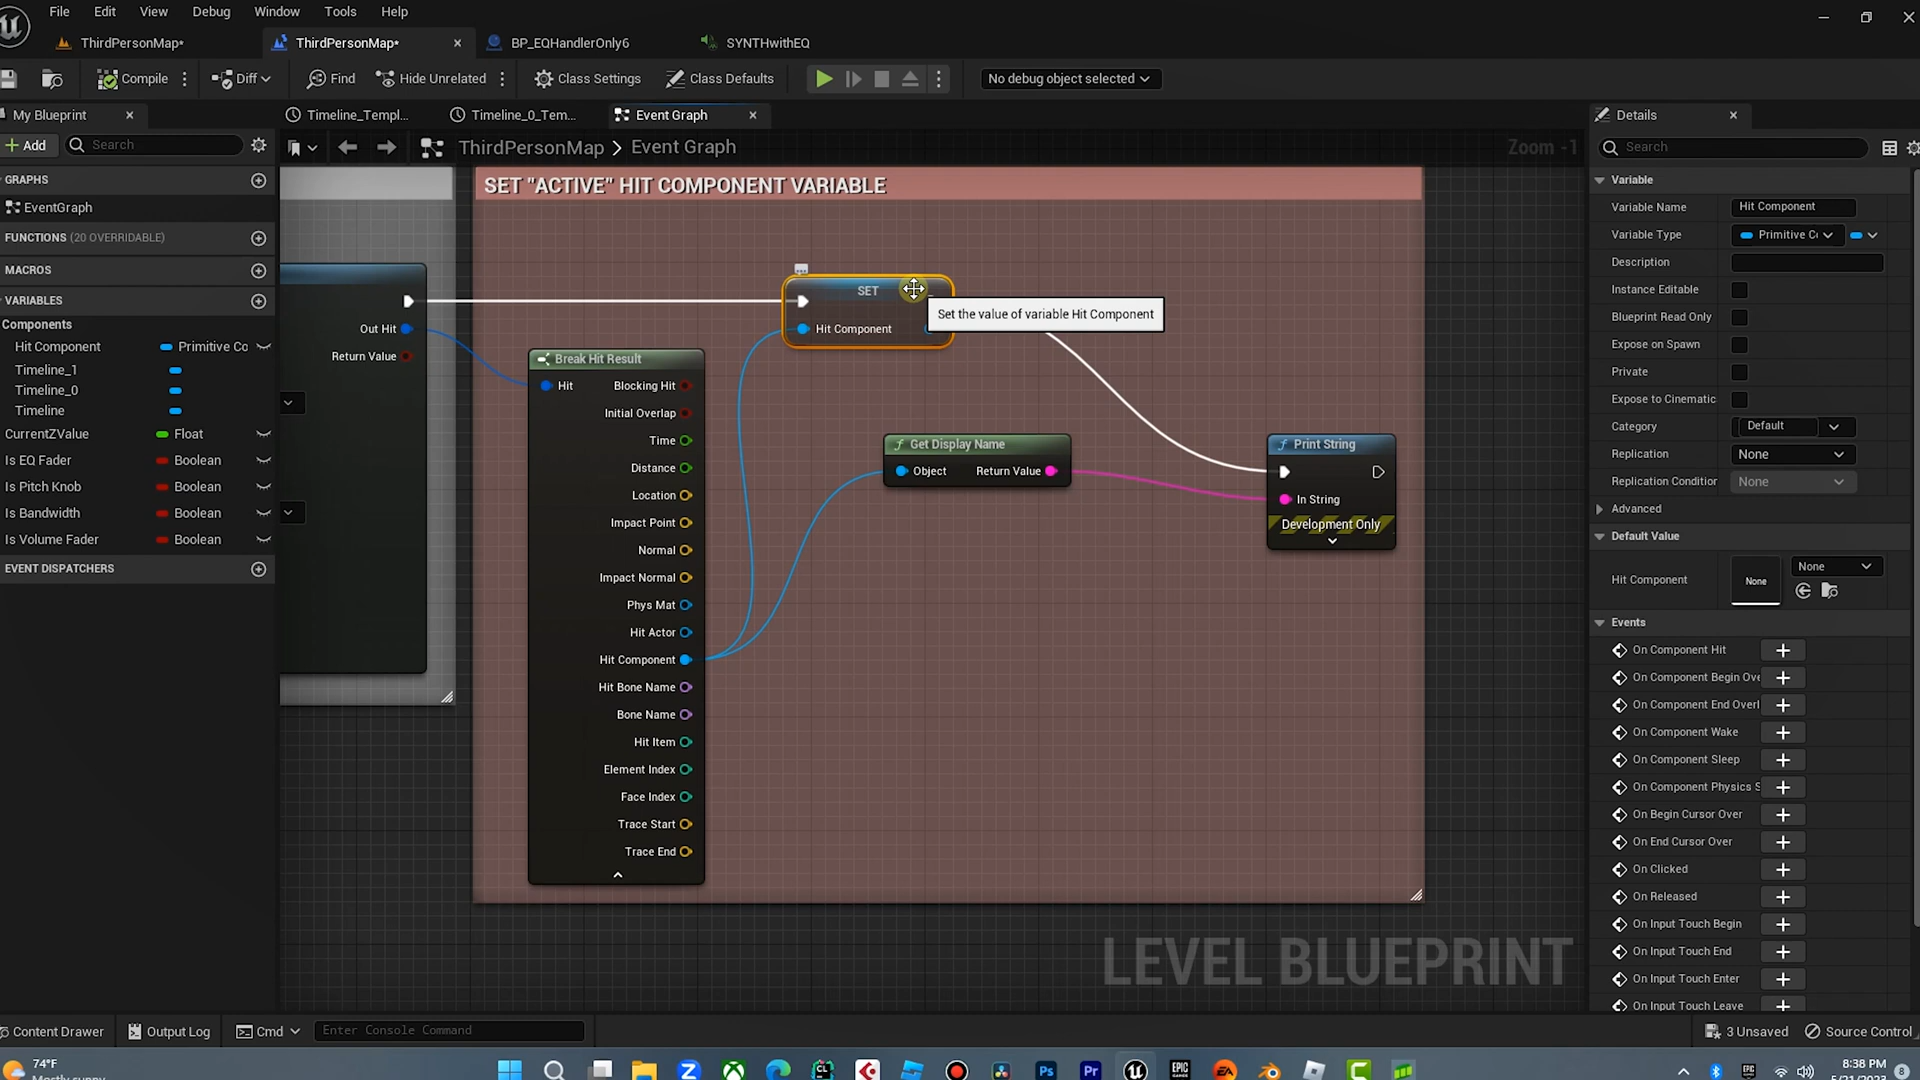 File Edit View Debug Window Tools Help
ThirdPersonMap*
ThirdPersonMap*
BP_EQHandlerOnly6
SYNTHwithEQ
Compile
Diff
Find
Hide Unrelated
Class Settings
Class Defaults
No debug object selected
My Blueprint
Timeline_Templ...
Timeline_0_Tem...
Event Graph
Details
Add
Search
ThirdPersonMap > Event Graph
Zoom -1
Search
GRAPHS
EventGraph
FUNCTIONS (20 OVERRIDABLE)
MACROS
VARIABLES
Components
Hit Component Primitive Co
Timeline_1
Timeline_0
Timeline
CurrentZValue Float
Is EQ Fader Boolean
Is Pitch Knob Boolean
Is Bandwidth Boolean
Is Volume Fader Boolean
EVENT DISPATCHERS
SET "ACTIVE" HIT COMPONENT VARIABLE
Out Hit
Return Value
SET
Hit Component
Set the value of variable Hit Component
Break Hit Result
Hit
Blocking Hit
Initial Overlap
Time
Distance
Location
Impact Point
Normal
Impact Normal
Phys Mat
Hit Actor
Hit Component
Hit Bone Name
Bone Name
Hit Item
Element Index
Face Index
Trace Start
Trace End
Get Display Name
Object Return Value
Print String
In String
Development Only
LEVEL BLUEPRINT
Variable
Variable Name Hit Component
Variable Type Primitive C
Description
Instance Editable
Blueprint Read Only
Expose on Spawn
Private
Expose to Cinematic
Category Default
Replication None
Replication Condition None
Advanced
Default Value
Hit Component None None
Events
On Component Hit
On Component Begin Ove
On Component End Overl
On Component Wake
On Component Sleep
On Component Physics S
On Begin Cursor Over
On End Cursor Over
On Clicked
On Released
On Input Touch Begin
On Input Touch End
On Input Touch Enter
On Input Touch Leave
Content Drawer
Output Log
Cmd
Enter Console Command
3 Unsaved
Source Control
74°F
Mostly sunny
Ps
Pr
EPIC
EA
8:38 PM
5/21/2023
8